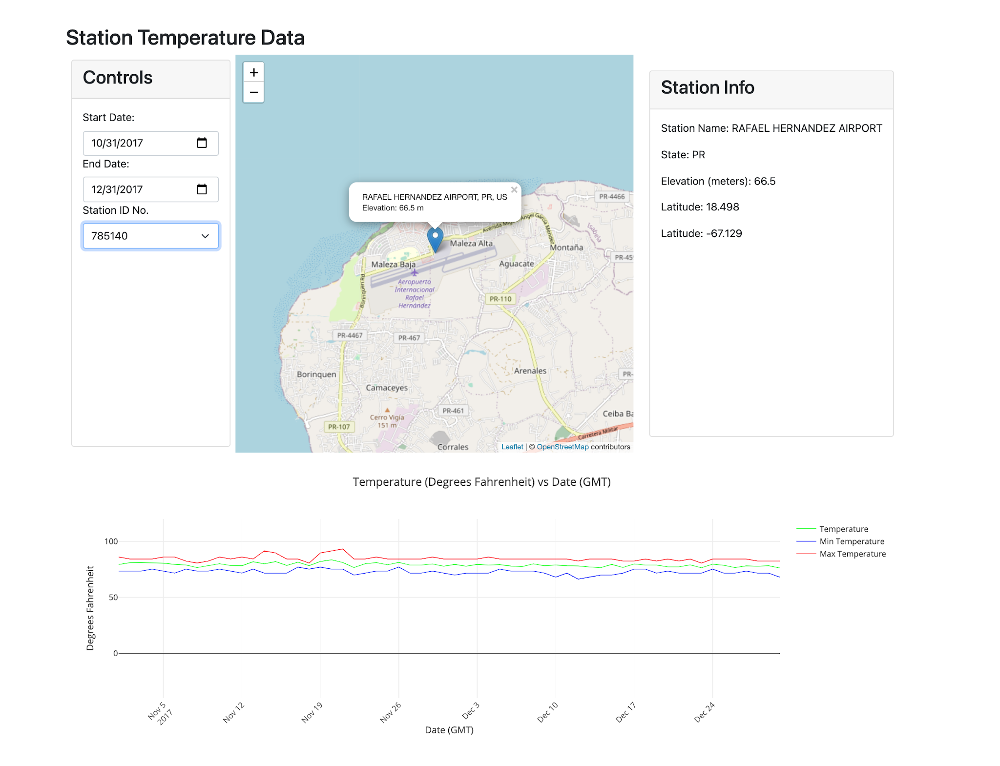 Station Temperature Data
Controls
Start Date:
10/31/2017
End Date:
12/31/2017
Station ID No.
785140
+
−
RAFAEL HERNANDEZ AIRPORT, PR, US
Elevation: 66.5 m
×
PR-4466
Isabela
Maleza Alta
Montaña
PR-45
Maleza Baja
Aguacate
Aeropuerto
Internacional
Rafael
Hernández
Borinquen Rd
PR-110
PR-4467
PR-467
Borinquen
Arenales
PR-
Camaceyes
PR-461
Cerro Vigía
151 m
Ceiba Ba
PR-107
Carretera Militar
Corrales
Leaflet | © OpenStreetMap contributors
Station Info
Station Name: RAFAEL HERNANDEZ AIRPORT
State: PR
Elevation (meters): 66.5
Latitude: 18.498
Latitude: -67.129
Temperature (Degrees Fahrenheit) vs Date (GMT)
Degrees Fahrenheit
100
50
0
Nov 5
2017
Nov 12
Nov 19
Nov 26
Dec 3
Dec 10
Dec 17
Dec 24
Date (GMT)
Temperature
Min Temperature
Max Temperature